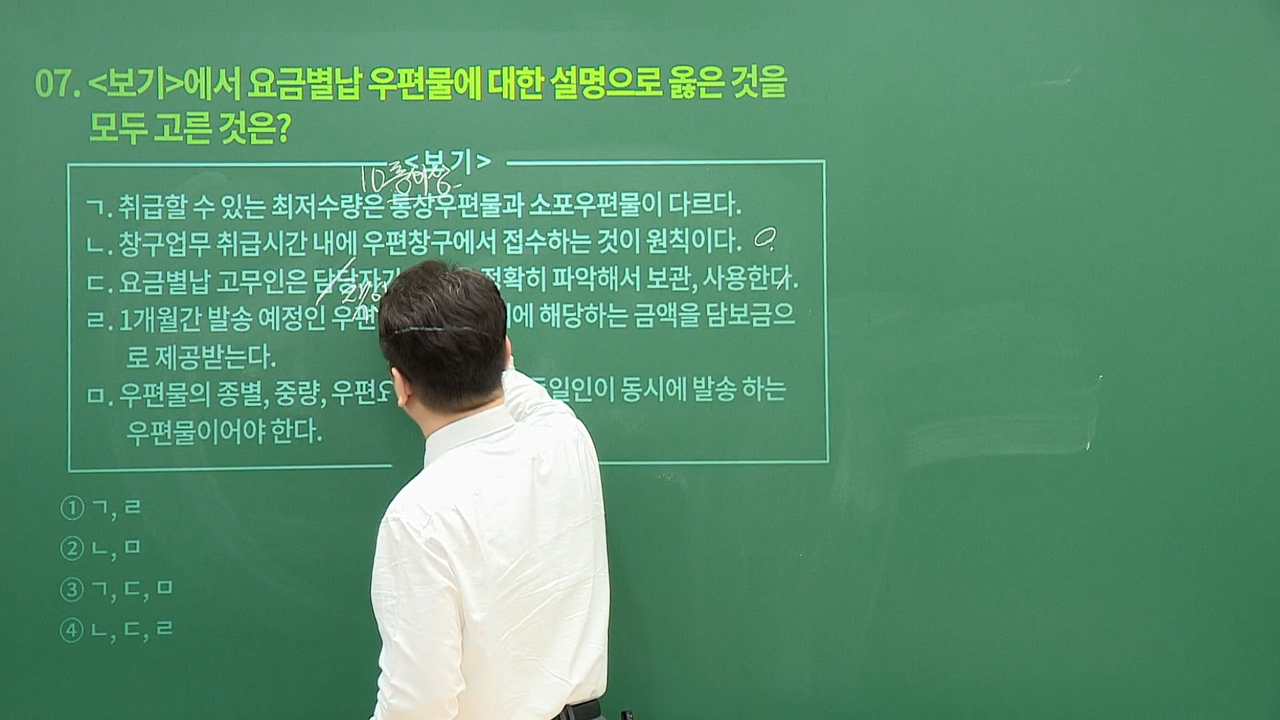 07. <보기>에서 요금별납 우편물에 대한 설명으로 옳은 것을
모두 고른 것은?
<보기>
10통이상
ㄱ. 취급할 수 있는 최저수량은 통상우편물과 소포우편물이 다르다.
ㄴ. 창구업무 취급시간 내에 우편창구에서 접수하는 것이 원칙이다.
ㄷ. 요금별납 고무인은 담당자가 정확히 파악해서 보관, 사용한다.
ㄹ. 1개월간 발송 예정인 우편 에 해당하는 금액을 담보금으
로 제공받는다.
ㅁ. 우편물의 종별, 중량, 우편요 동일인이 동시에 발송 하는
우편물이어야 한다.
① ㄱ, ㄹ
② ㄴ, ㅁ
③ ㄱ, ㄷ, ㅁ
④ ㄴ, ㄷ, ㄹ